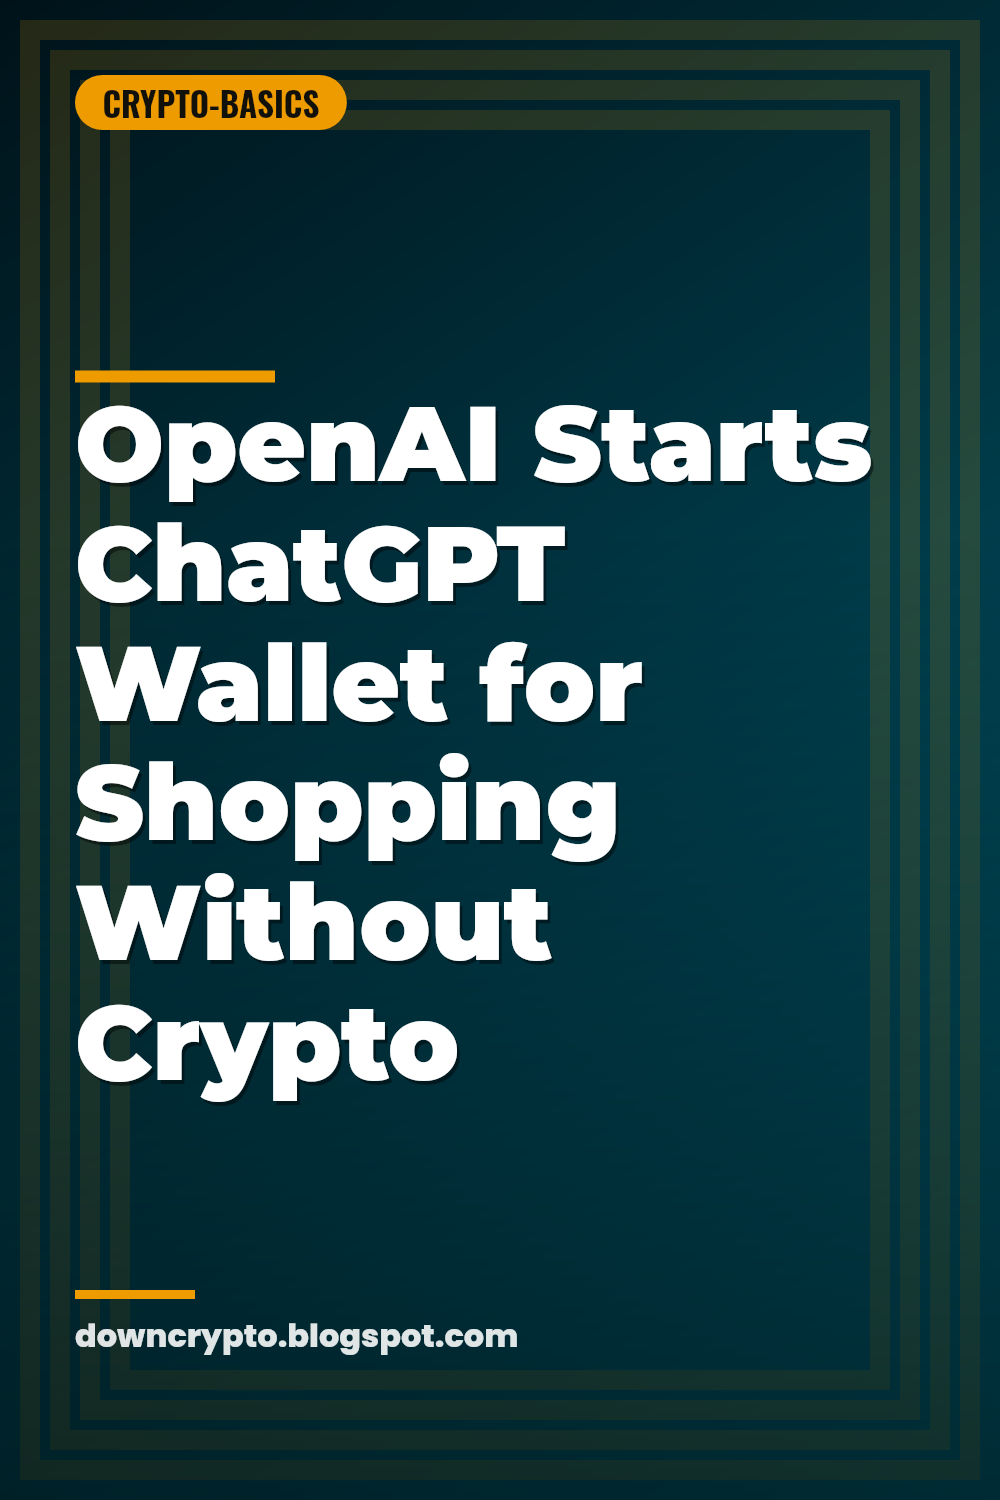 CRYPTO-BASICS
OpenAI Starts
ChatGPT
Wallet for
Shopping
Without
Crypto
downcrypto.blogspot.com